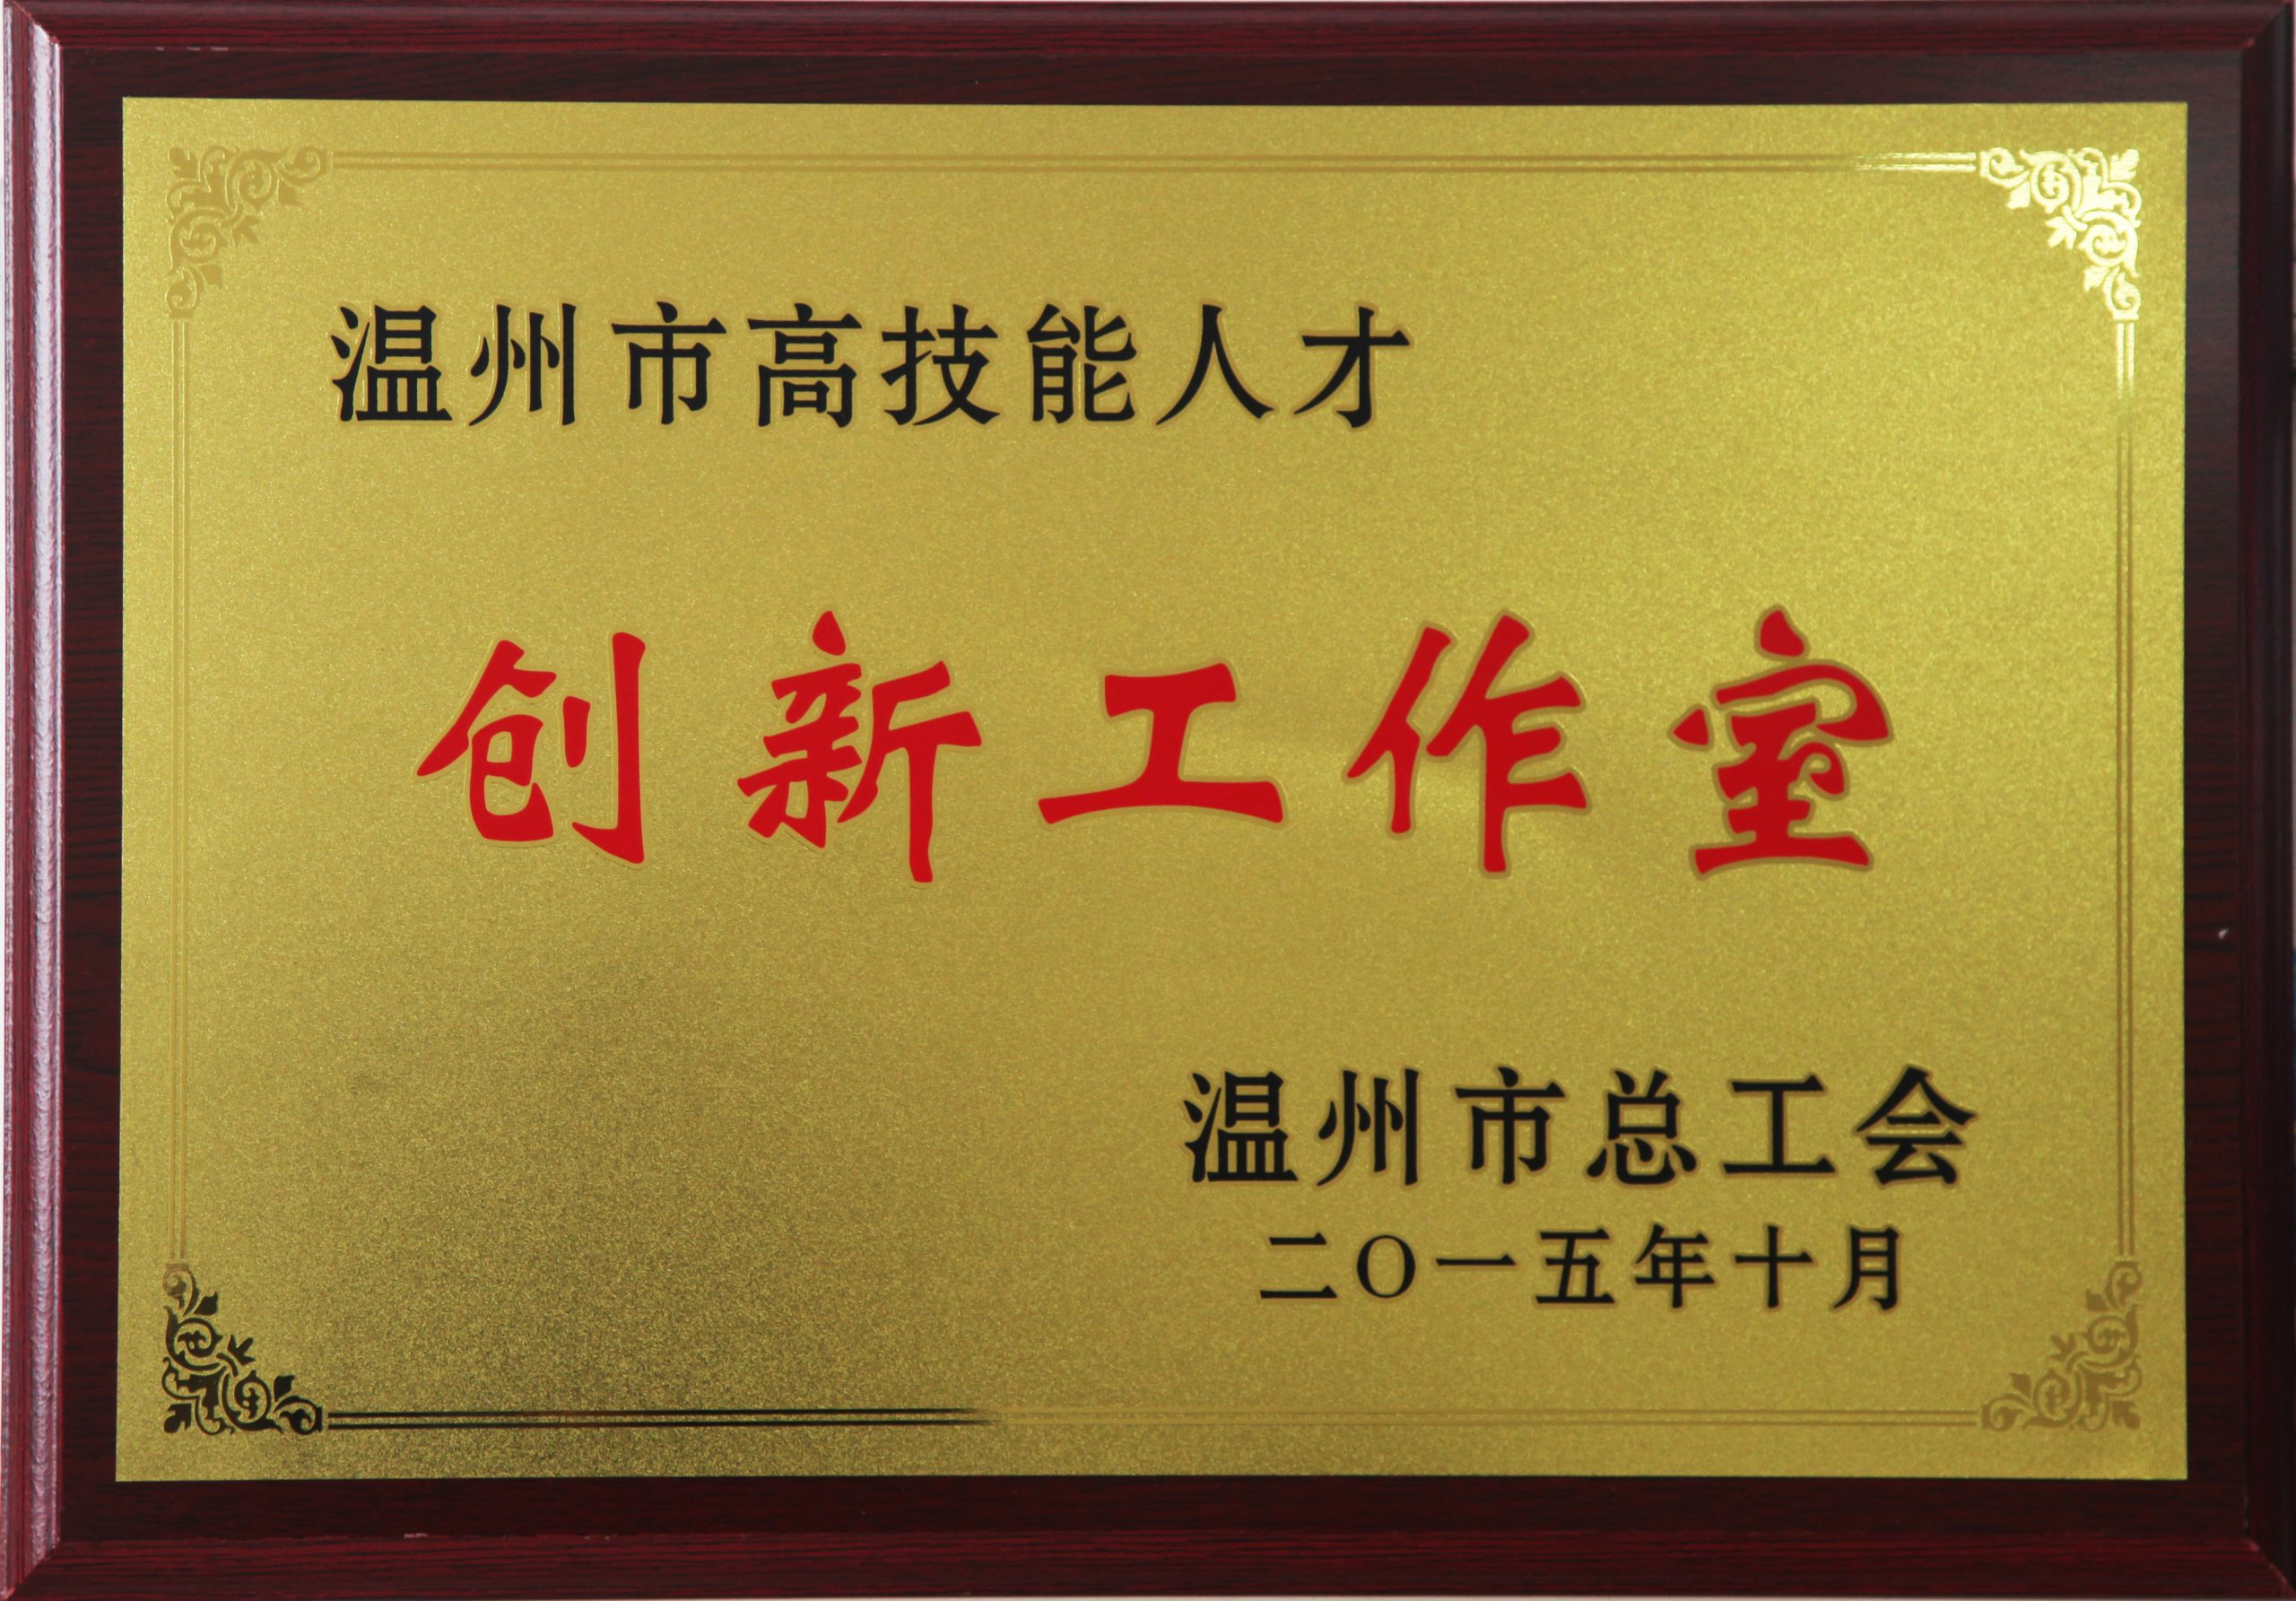 温州市高技能人才
创新工作室
温州市总工会
二〇一五年十月